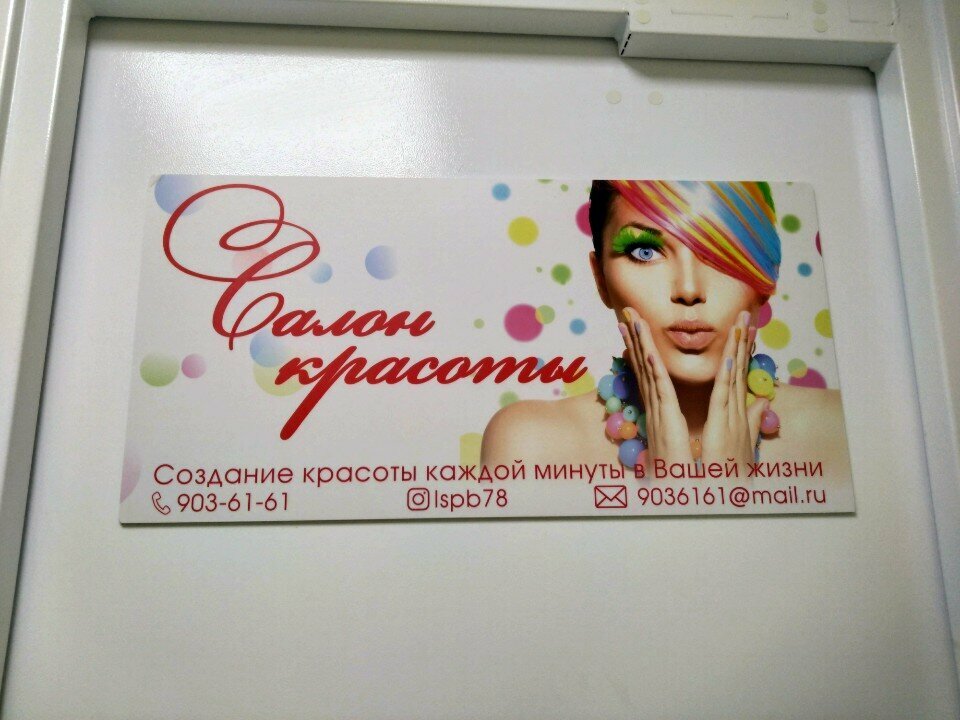 Салон
красоты
Создание красоты каждой минуты в Вашей жизни
903-61-61 lspb78 9036161@mail.ru